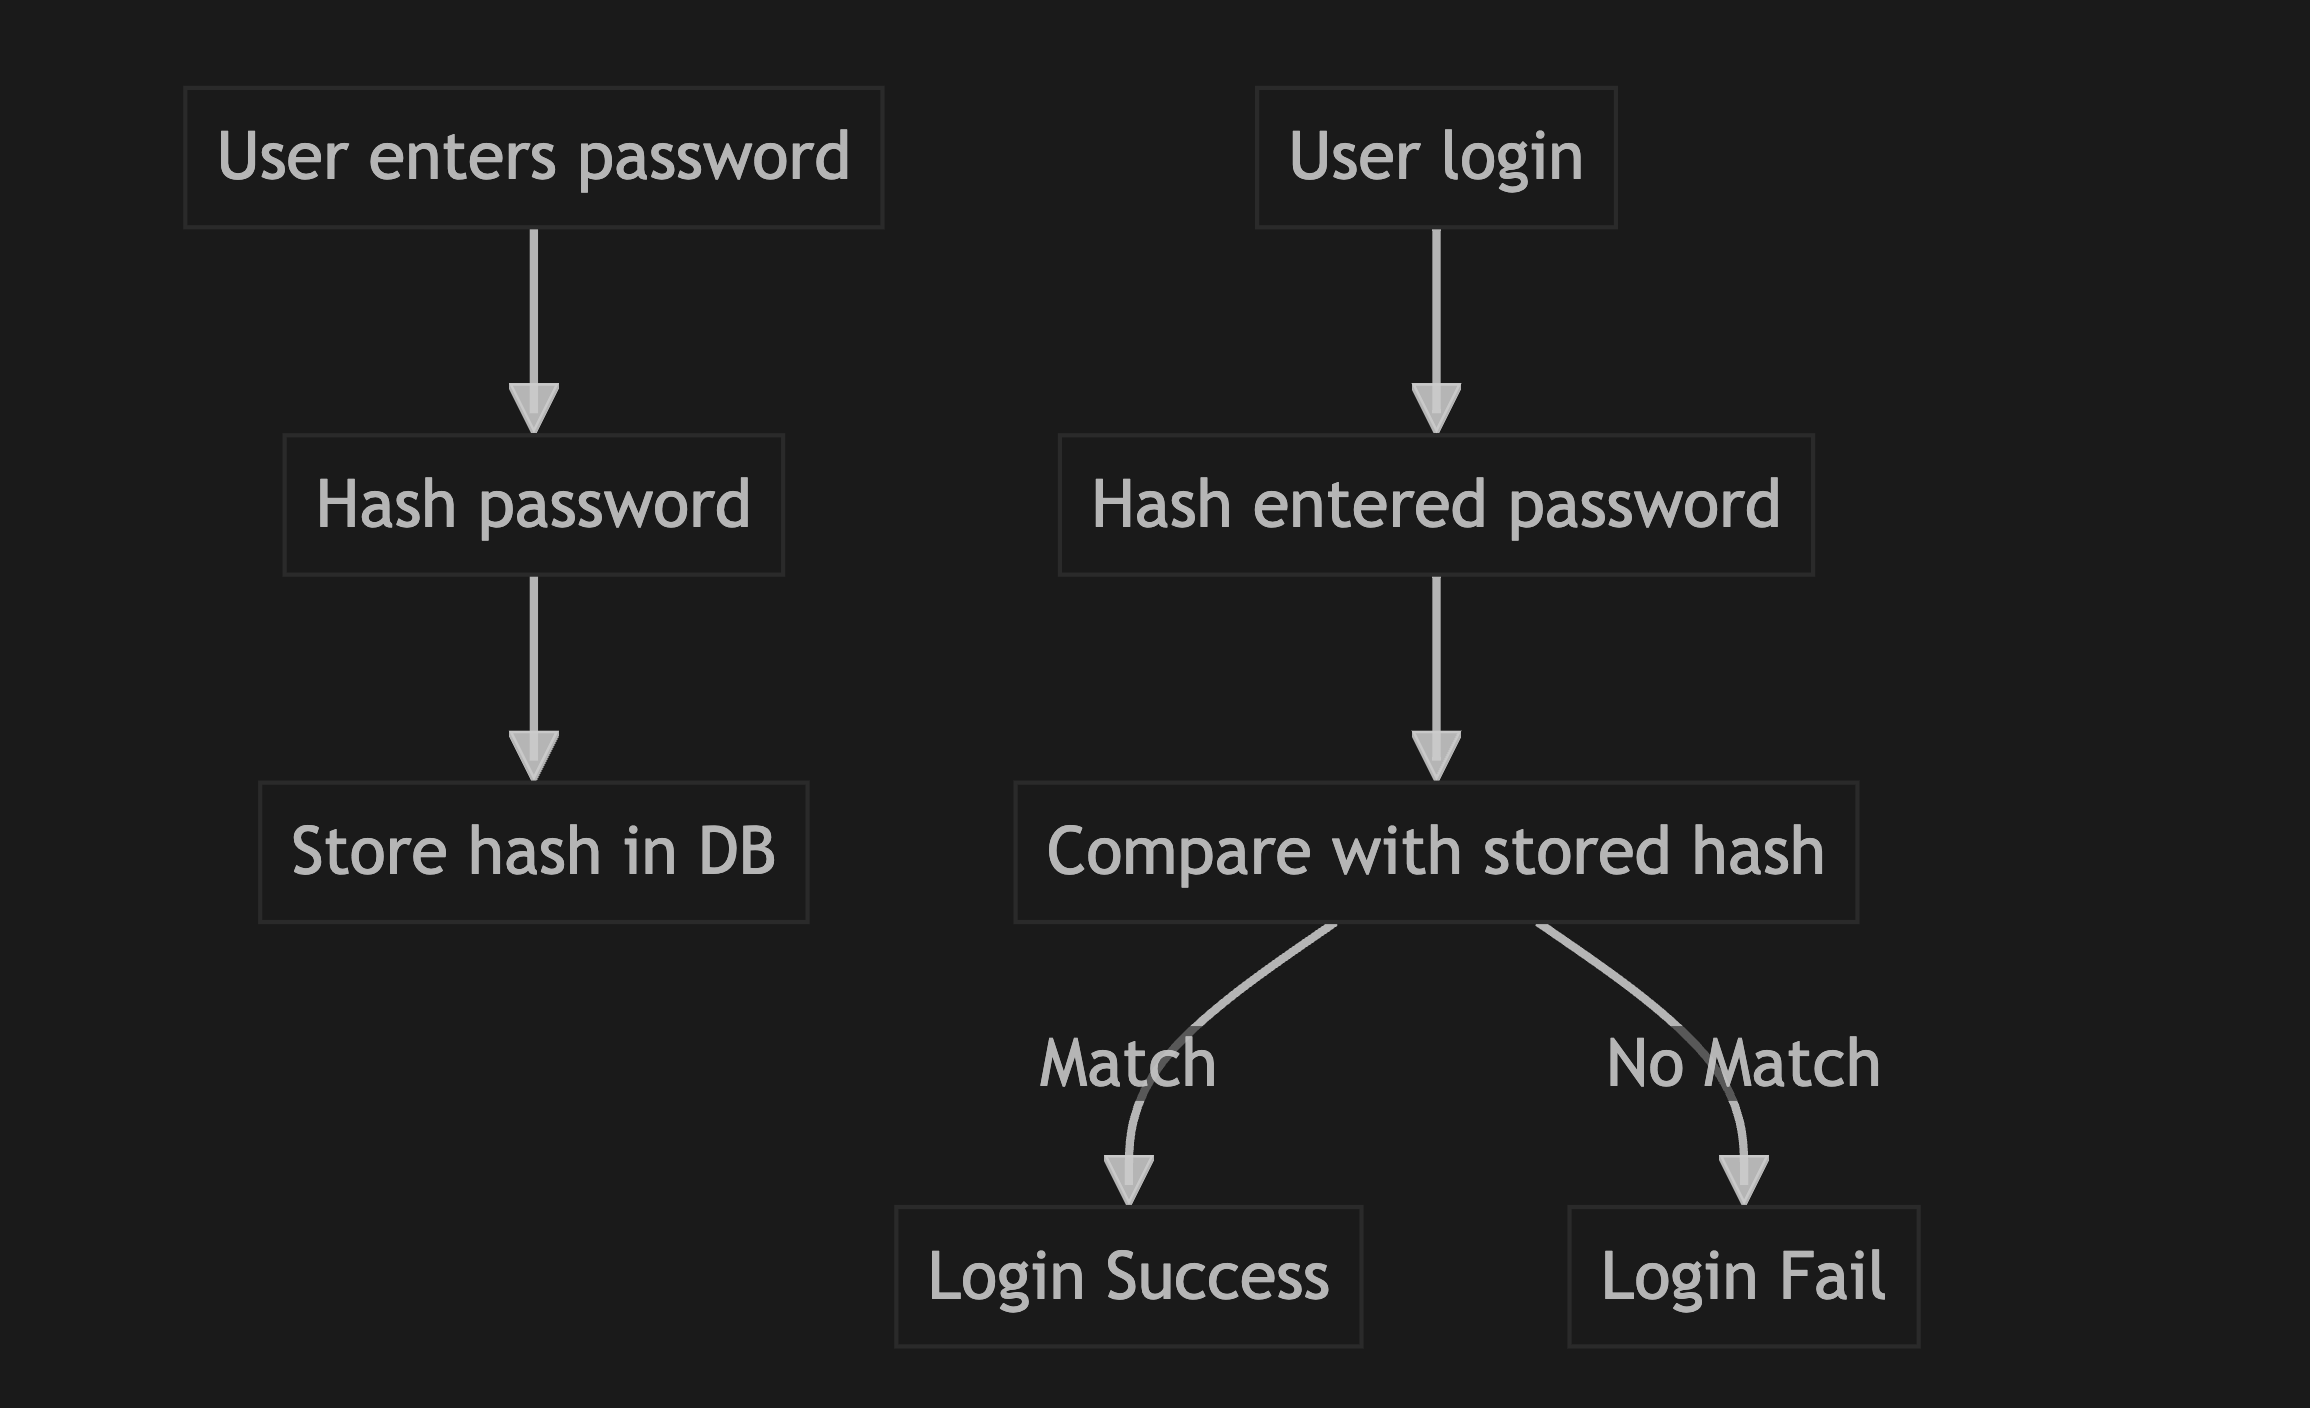 User enters password
Hash password
Store hash in DB
User login
Hash entered password
Compare with stored hash
Match
No Match
Login Success
Login Fail